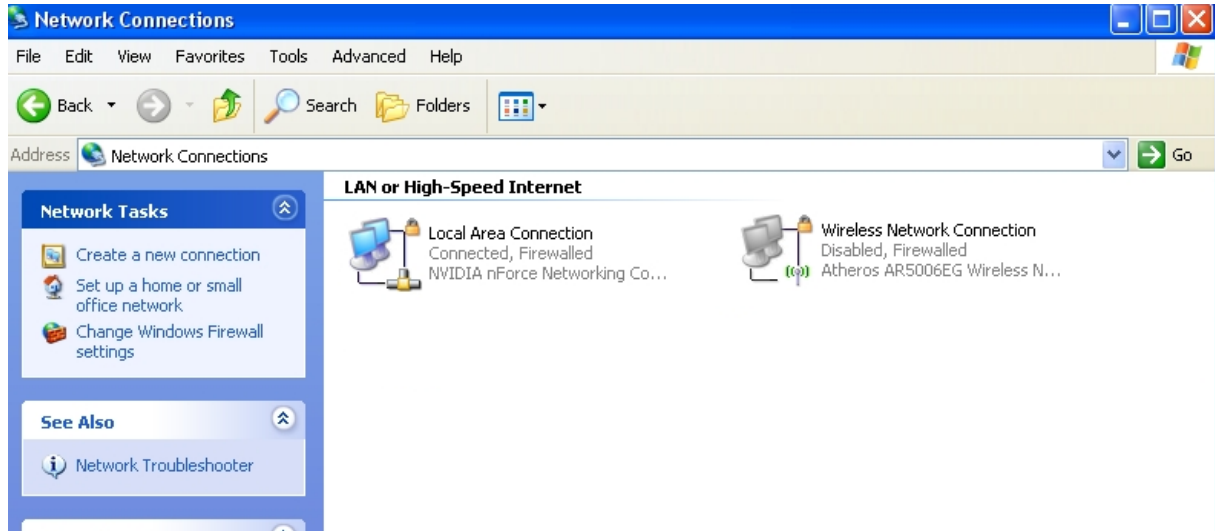 Network Connections
File Edit View Favorites Tools Advanced Help
Back Search Folders
Address Network Connections Go
Network Tasks
Create a new connection
Set up a home or small
office network
Change Windows Firewall
settings
See Also
Network Troubleshooter
LAN or High-Speed Internet
Local Area Connection
Connected, Firewalled
NVIDIA nForce Networking Co...
Wireless Network Connection
Disabled, Firewalled
Atheros AR5006EG Wireless N...